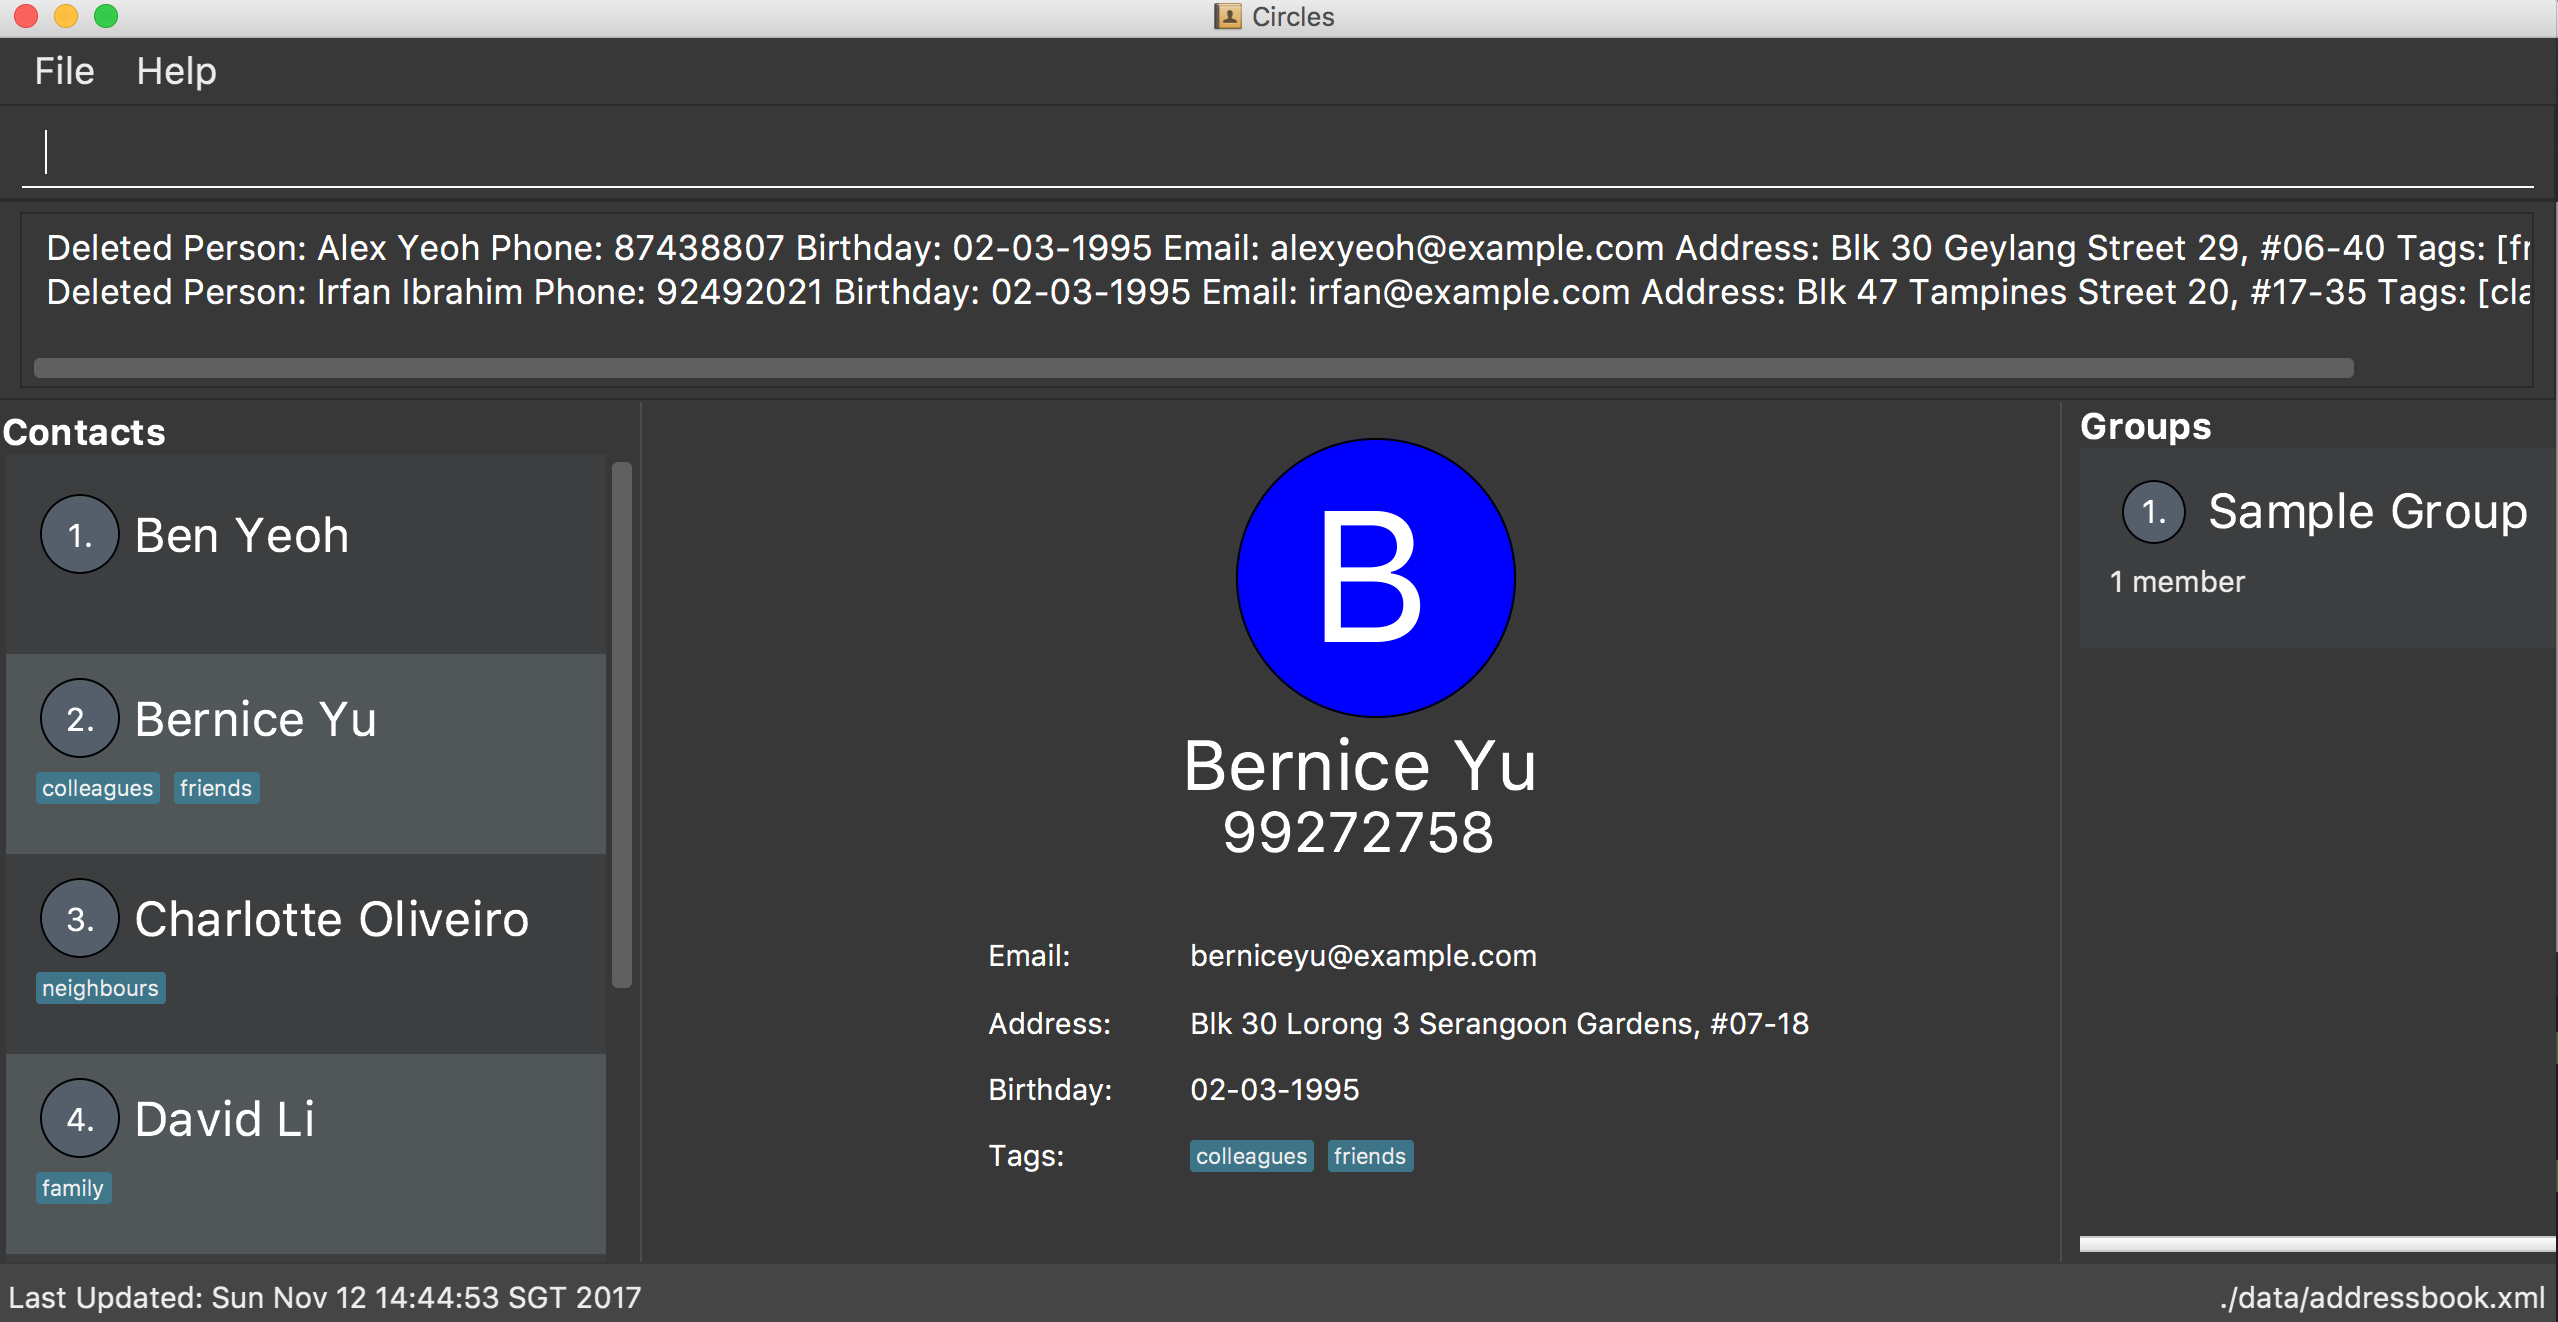 Circles
File Help
Deleted Person: Alex Yeoh Phone: 87438807 Birthday: 02-03-1995 Email: alexyeoh@example.com Address: Blk 30 Geylang Street 29, #06-40 Tags: [fr
Deleted Person: Irfan Ibrahim Phone: 92492021 Birthday: 02-03-1995 Email: irfan@example.com Address: Blk 47 Tampines Street 20, #17-35 Tags: [cla
Contacts
1. Ben Yeoh
2. Bernice Yu
colleagues friends
3. Charlotte Oliveiro
neighbours
4. David Li
family
B
Bernice Yu
99272758
Email: berniceyu@example.com
Address: Blk 30 Lorong 3 Serangoon Gardens, #07-18
Birthday: 02-03-1995
Tags: colleagues friends
Groups
1. Sample Group
1 member
Last Updated: Sun Nov 12 14:44:53 SGT 2017
./data/addressbook.xml